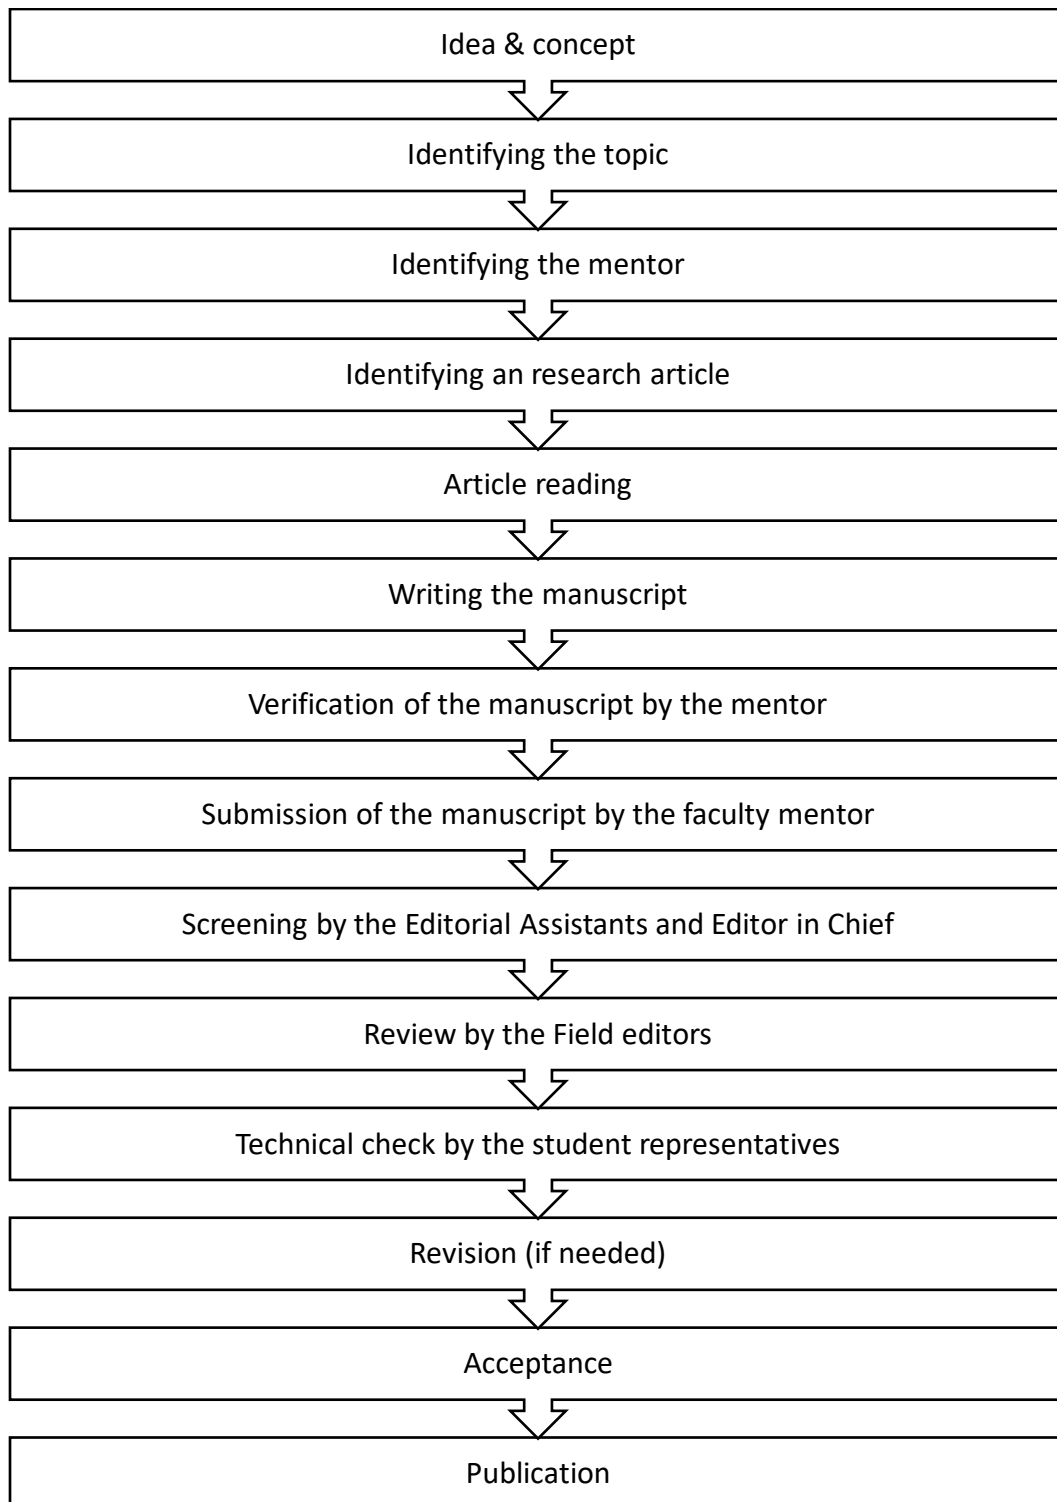 Idea & concept
Identifying the topic
Identifying the mentor
Identifying an research article
Article reading
Writing the manuscript
Verification of the manuscript by the mentor
Submission of the manuscript by the faculty mentor
Screening by the Editorial Assistants and Editor in Chief
Review by the Field editors
Technical check by the student representatives
Revision (if needed)
Acceptance
Publication